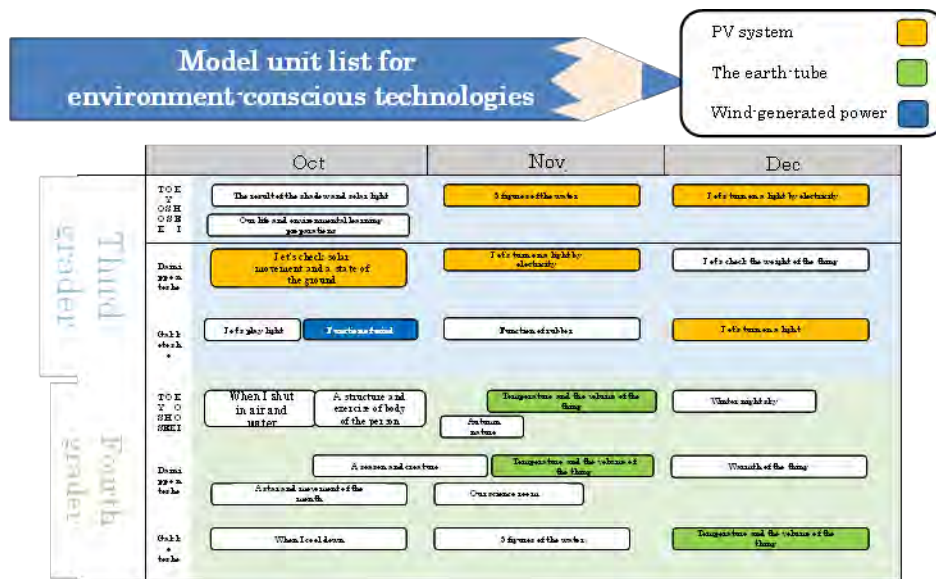 Model unit list for
environment-conscious technologies
PV system
The earth-tube
Wind-generated power
Oct
Nov
Dec
Third
grader
TOK
Y
OSH
OSE
K I
The result of the shadow and solar light
Our life and environmental learning
preparations
3 figures of the water
Let's turn on a light by electricity
Let's check solar
movement and a state of
the ground
Let's turn on a light by
electricity
Let's check the weight of the thing
Let's play light
Function of wind
Function of rubber
Let's turn on a light
Fourth
grader
TOK
Y O
SHO
SHEI
When I shut
in air and
water
A structure and
exercise of body
of the person
Temperature and the volume of the
thing
Autumn
nature
Winter night sky
A season and creature
Temperature and the volume of
the thing
Warmth of the thing
A star and movement of the
month
Our science room
When I cool down
3 figures of the water
Temperature and the volume of the
thing